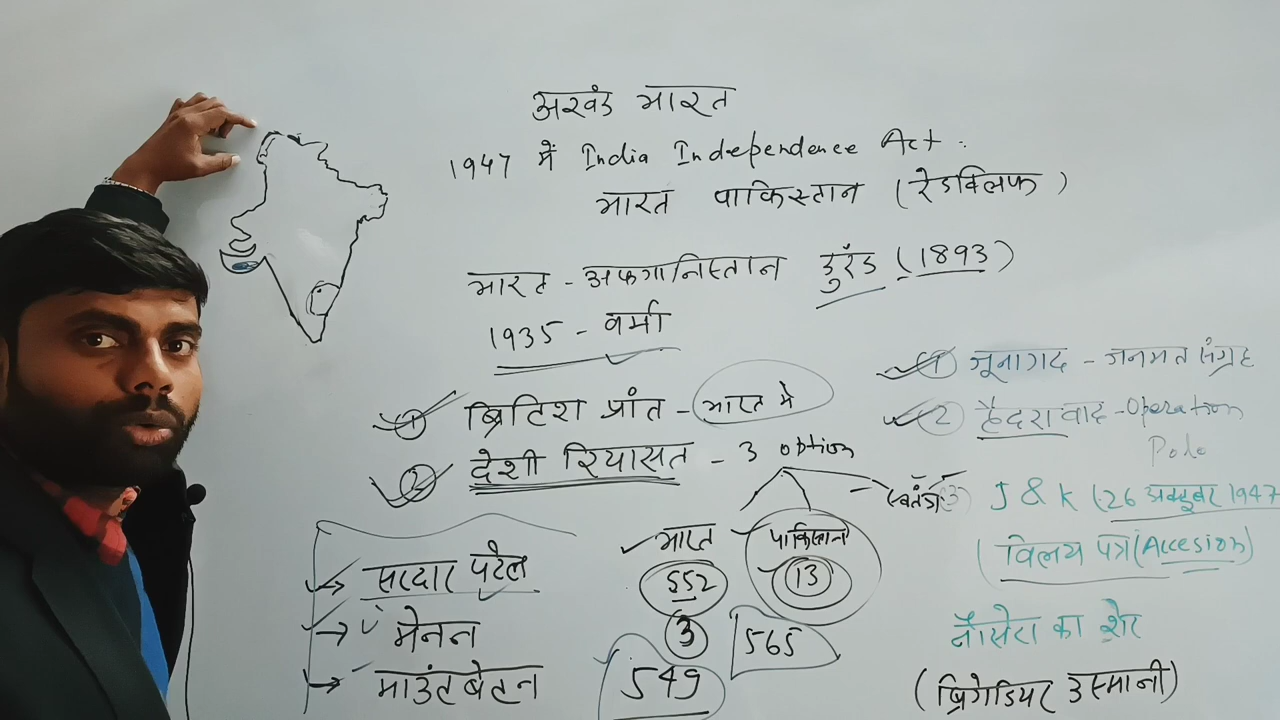 अखंड भारत
1947 में India Independence Act .
भारत पाकिस्तान (रेडक्लिफ)
भारत - अफगानिस्तान डुरंड (1893)
1935 - वर्मा
① ब्रिटिश प्रांत - भारत मे
② देशी रियासत - 3 option
भारत
552
3
549
पाकिस्तान
13
565
स्वतंत्र
→ सरदार पटेल
→ मेनन
→ माउंटबेटन
① जूनागढ - जनमत संग्रह
② हैदरावाद - Operation
Polo
③ J & K (26 अक्टूबर 1947
(विलय पत्र (Accesion)
नौसेरा का शेर
(ब्रिगेडियर उस्मानी)